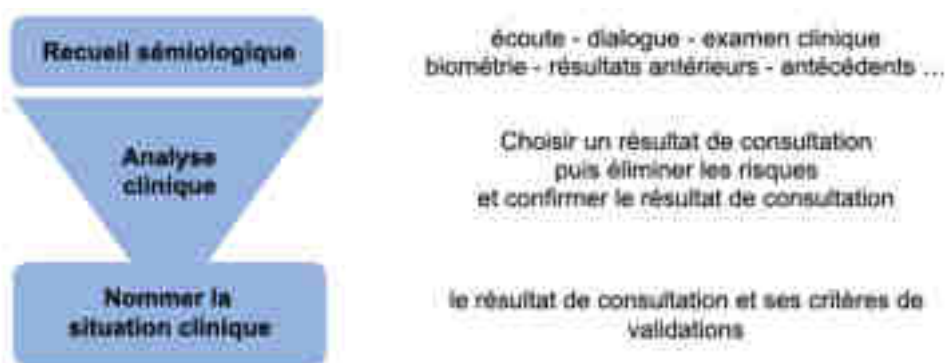 Recueil sémiologique
écoute - dialogue - examen clinique
biométrie - résultats antérieurs - antécédents ...
Analyse
clinique
Choisir un résultat de consultation
puis éliminer les risques
et confirmer le résultat de consultation
Nommer la
situation clinique
le résultat de consultation et ses critères de
validations